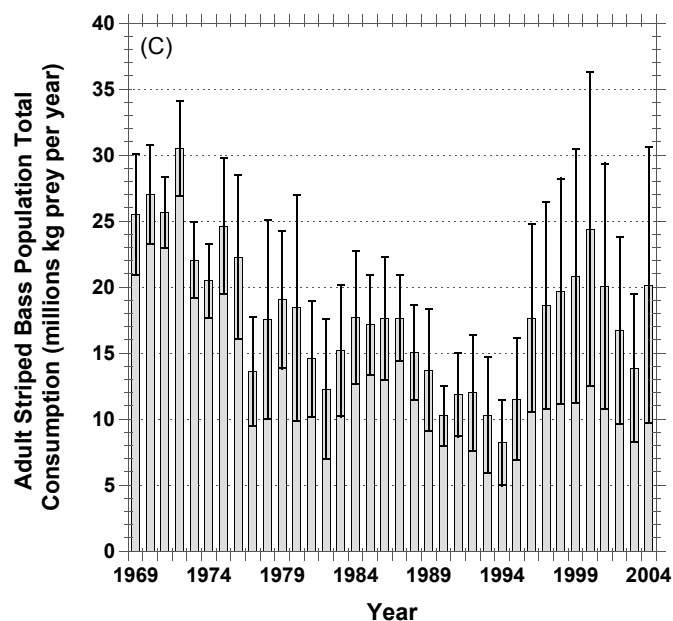 (C)
Adult Striped Bass Population Total
Consumption (millions kg prey per year)
40
35
30
25
20
15
10
5
0
1969 1974 1979 1984 1989 1994 1999 2004
Year